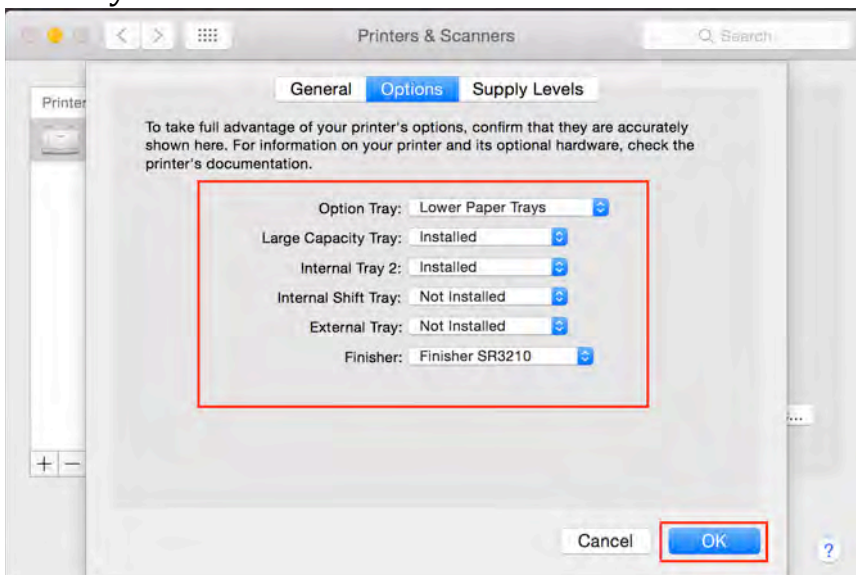 Printers & Scanners
Search
Printer
General Options Supply Levels
To take full advantage of your printer's options, confirm that they are accurately
shown here. For information on your printer and its optional hardware, check the
printer's documentation.
Option Tray: Lower Paper Trays
Large Capacity Tray: Installed
Internal Tray 2: Installed
Internal Shift Tray: Not Installed
External Tray: Not Installed
Finisher: Finisher SR3210
+ −
Cancel OK
?